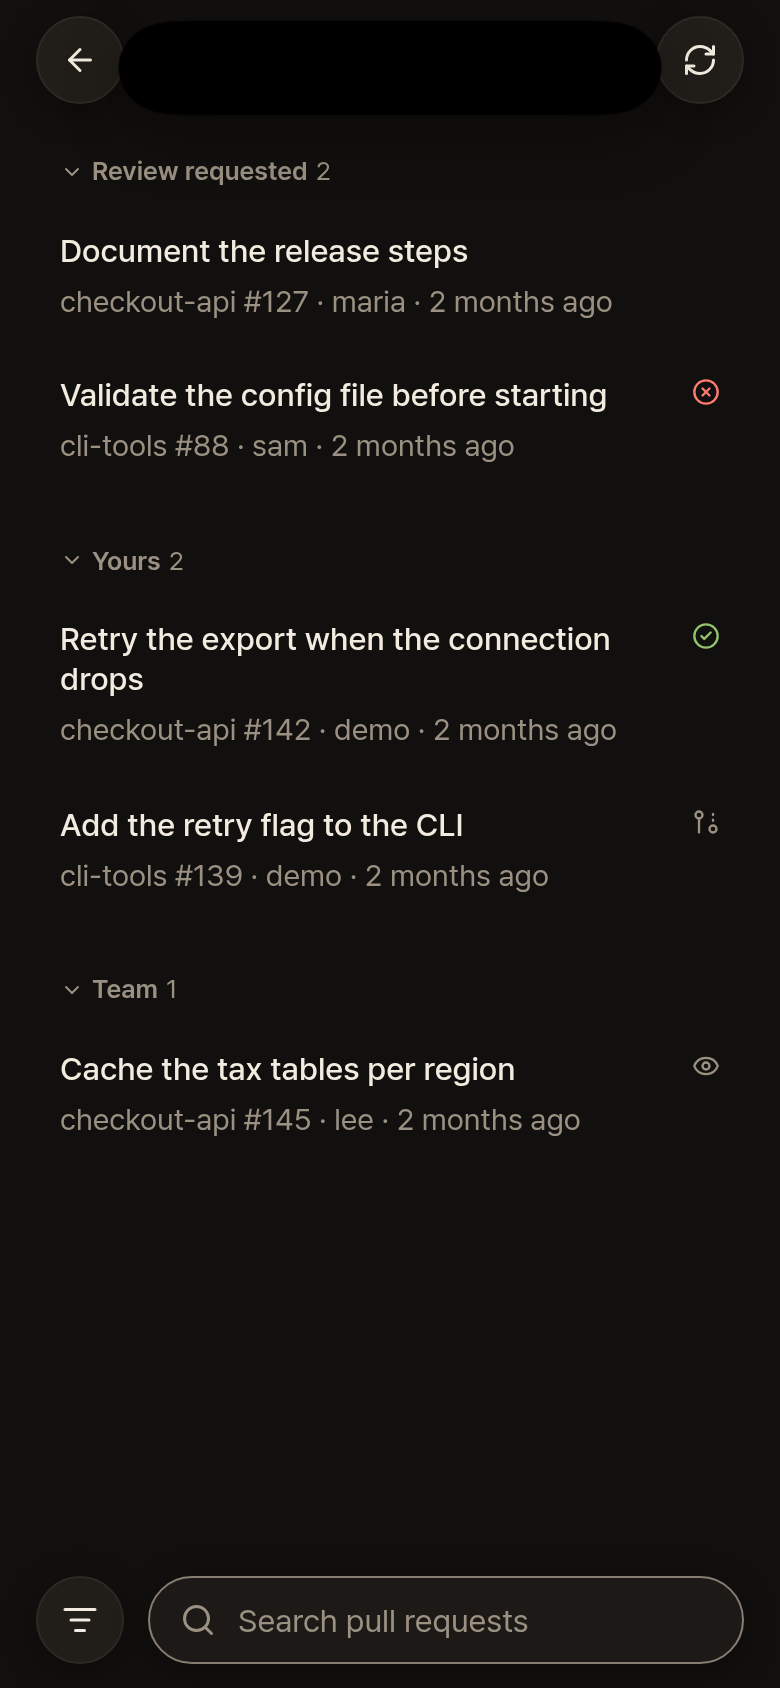 Review requested 2
Document the release steps
checkout-api #127 · maria · 2 months ago
Validate the config file before starting
cli-tools #88 · sam · 2 months ago
Yours 2
Retry the export when the connection
drops
checkout-api #142 · demo · 2 months ago
Add the retry flag to the CLI
cli-tools #139 · demo · 2 months ago
Team 1
Cache the tax tables per region
checkout-api #145 · lee · 2 months ago
Search pull requests